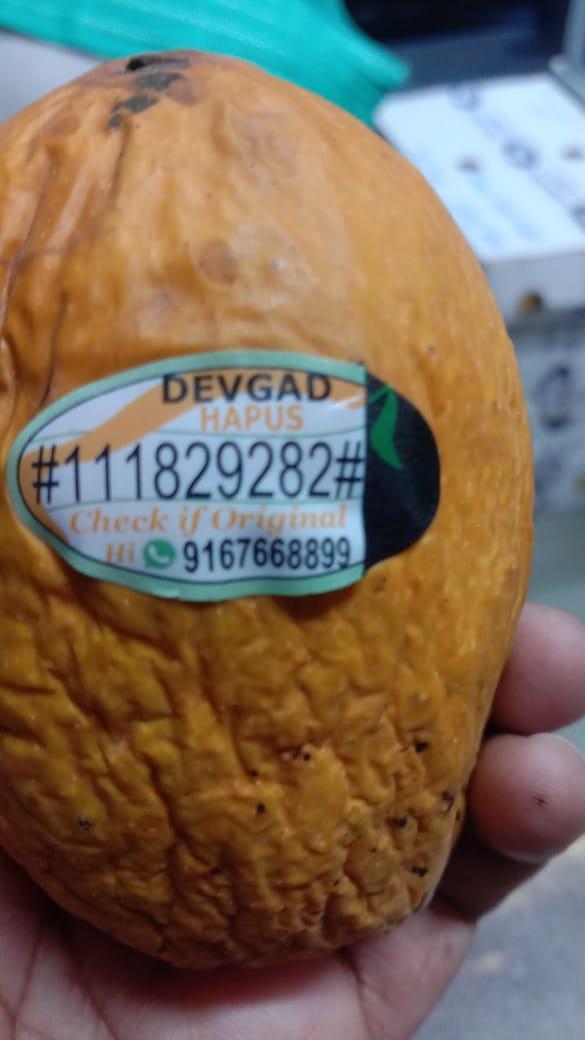 DEVGAD
HAPUS
#111829282#
Check if Original
Hi 9167668899